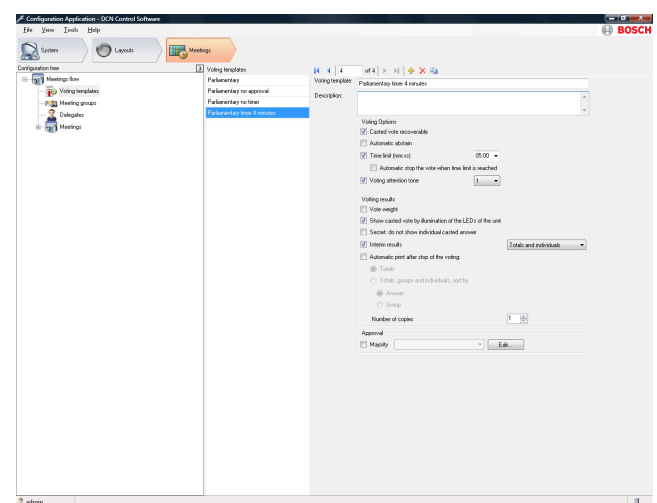 Configuration Application - DCN Control Software
File View Tools Help
BOSCH
System
Layouts
Meetings
Configuration tree
Meetings flow
Voting templates
Meeting groups
Delegates
Meetings
Voting templates
Parliamentary
Parliamentary no approval
Parliamentary no timer
Parliamentary timer 4 minutes
4 of 4
Voting template: Parliamentary timer 4 minutes
Description:
Voting Options
Casted vote recoverable
Automatic abstain
Time limit (mm:ss) 05:00
Automatic stop the vote when time limit is reached
Voting attention tone 1
Votting results
Vote weight
Show casted vote by illumination of the LEDs of the unit
Secret: do not show individual casted answer
Interim results Totals and individuals
Automatic print after stop of the voting:
Totals
Totals, groups and individuals, sort by
Answer
Group
Number of copies 1
Approval
Majority Edit...
admin